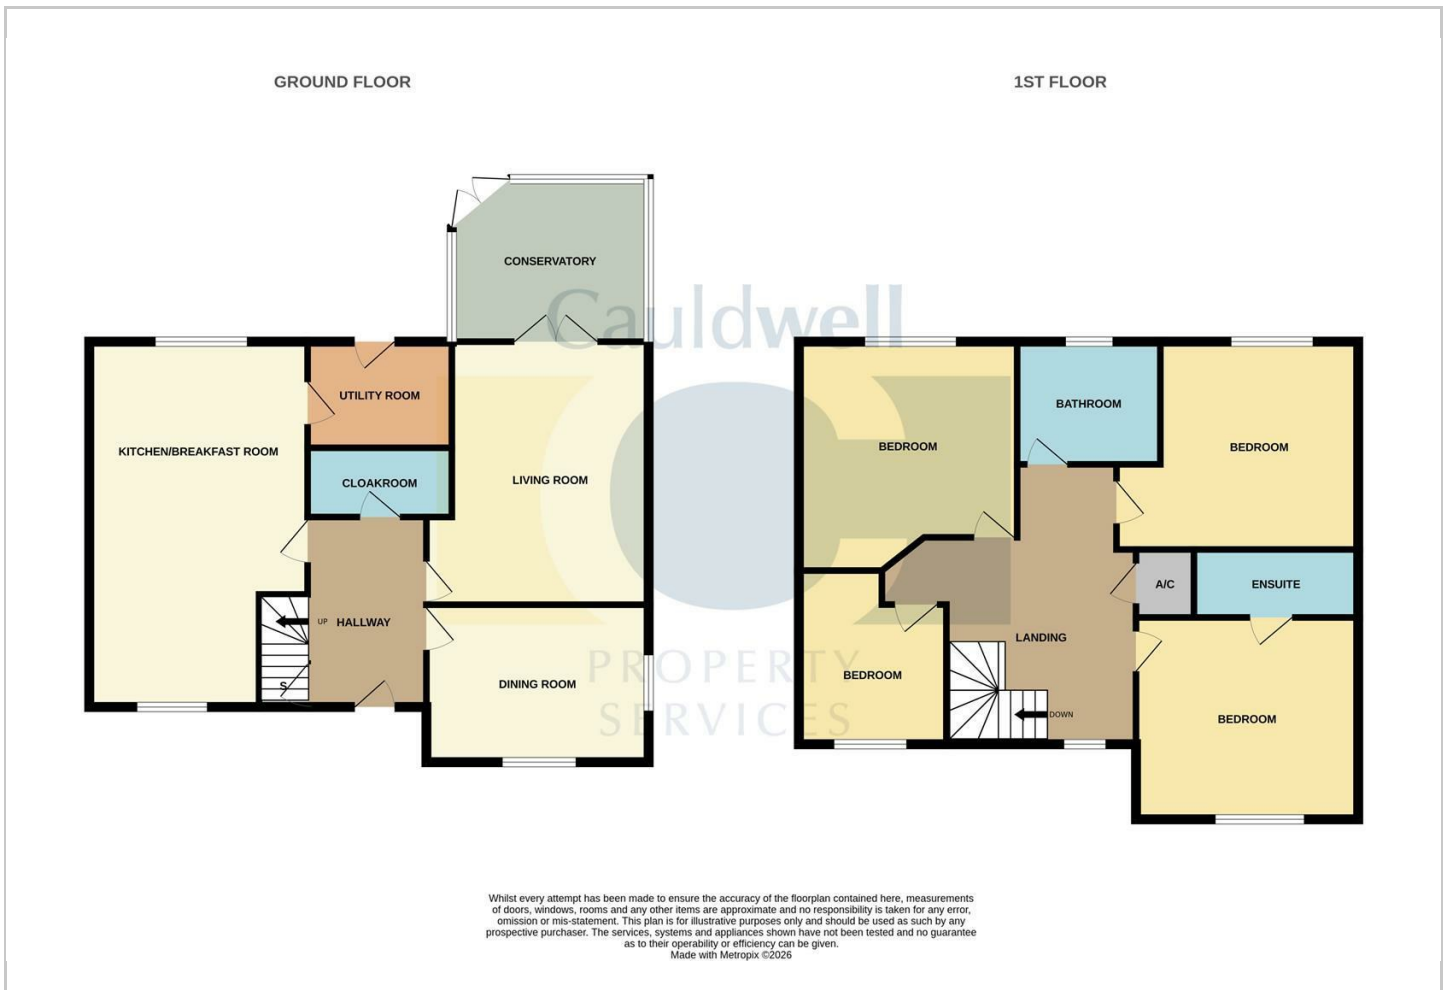 GROUND FLOOR
1ST FLOOR
CONSERVATORY
UTILITY ROOM
KITCHEN/BREAKFAST ROOM
CLOAKROOM
LIVING ROOM
UP
HALLWAY
S
DINING ROOM
BATHROOM
BEDROOM
BEDROOM
A/C
ENSUITE
LANDING
BEDROOM
DOWN
BEDROOM
Cauldwell
C
PROPERTY
SERVICES
Whilst every attempt has been made to ensure the accuracy of the floorplan contained here, measurements
of doors, windows, rooms and any other items are approximate and no responsibility is taken for any error,
omission or mis-statement. This plan is for illustrative purposes only and should be used as such by any
prospective purchaser. The services, systems and appliances shown have not been tested and no guarantee
as to their operability or efficiency can be given.
Made with Metropix ©2026